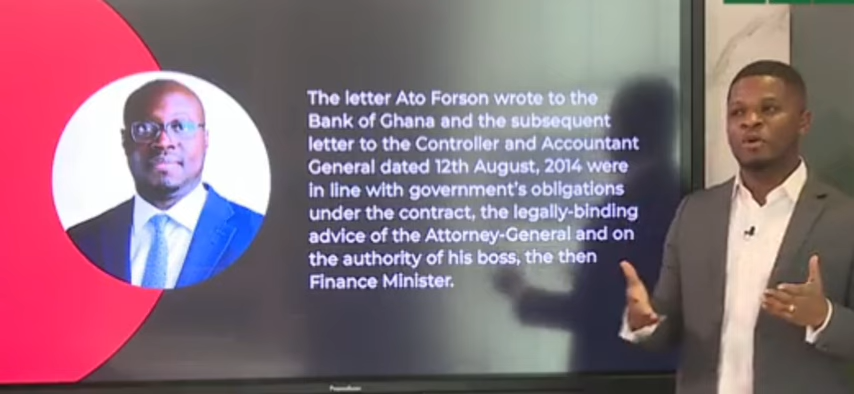 The letter Ato Forson wrote to the
Bank of Ghana and the subsequent
letter to the Controller and Accountant
General dated 12th August, 2014 were
in line with government's obligations
under the contract, the legally-binding
advice of the Attorney-General and on
the authority of his boss, the then
Finance Minister.